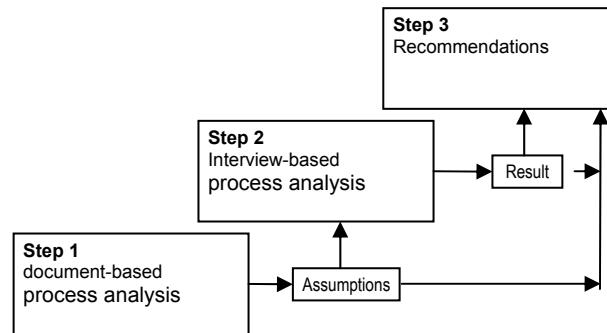 Step 3
Recommendations
Step 2
Interview-based
process analysis
Result
Step 1
document-based
process analysis
Assumptions